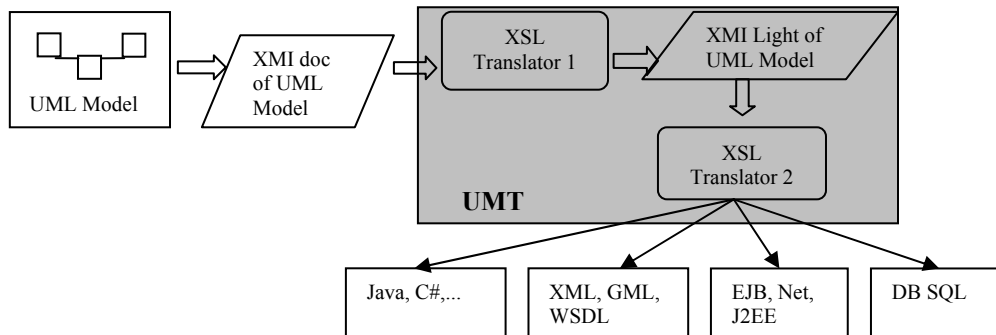 UML Model
XMI doc
of UML
Model
XSL
Translator 1
XMI Light of
UML Model
XSL
Translator 2
UMT
Java, C#,...
XML, GML,
WSDL
EJB, Net,
J2EE
DB SQL